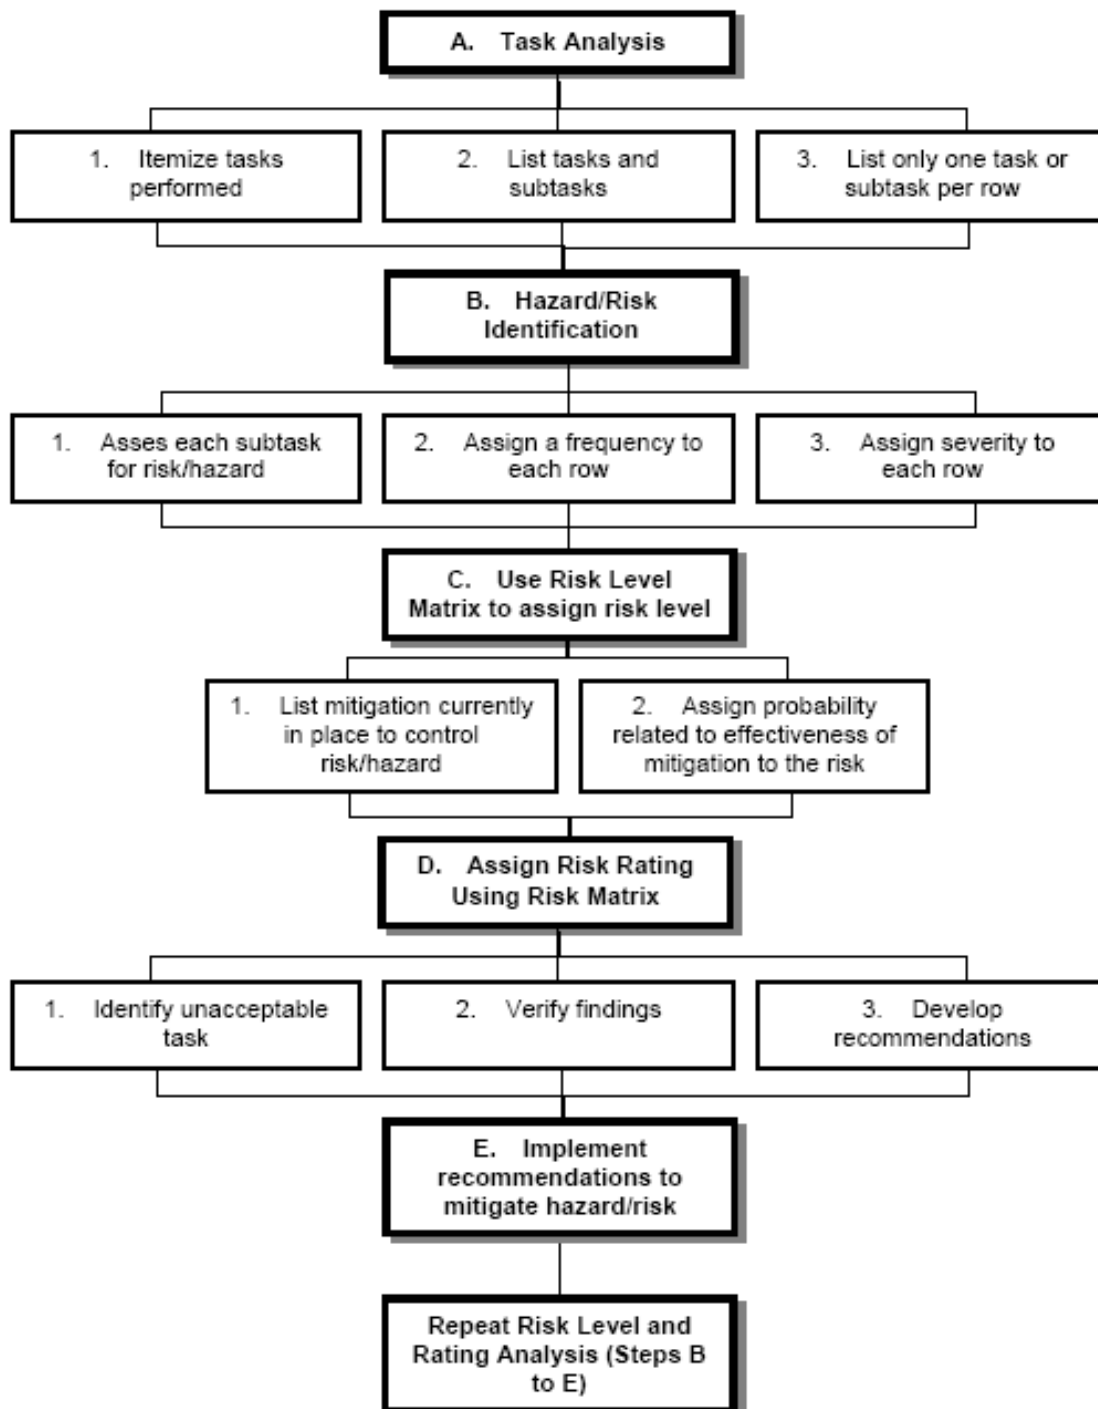 A. Task Analysis
1. Itemize tasks
performed
2. List tasks and
subtasks
3. List only one task or
subtask per row
B. Hazard/Risk
Identification
1. Asses each subtask
for risk/hazard
2. Assign a frequency to
each row
3. Assign severity to
each row
C. Use Risk Level
Matrix to assign risk level
1. List mitigation currently
in place to control
risk/hazard
2. Assign probability
related to effectiveness of
mitigation to the risk
D. Assign Risk Rating
Using Risk Matrix
1. Identify unacceptable
task
2. Verify findings
3. Develop
recommendations
E. Implement
recommendations to
mitigate hazard/risk
Repeat Risk Level and
Rating Analysis (Steps B
to E)